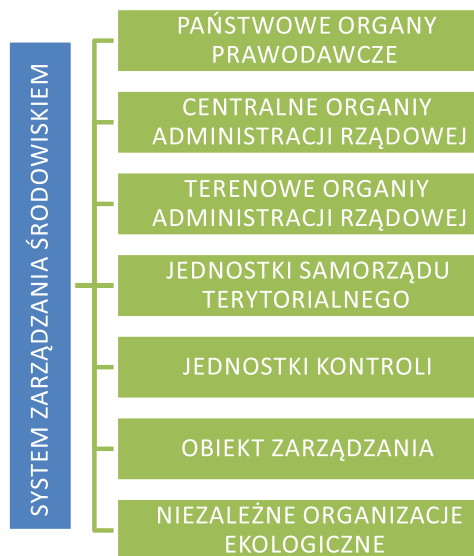 SYSTEM ZARZĄDZANIA ŚRODOWISKIEM
PAŃSTWOWE ORGANY
PRAWODAWCZE
CENTRALNE ORGANIY
ADMINISTRACJI RZĄDOWEJ
TERENOWE ORGANIY
ADMINISTRACJI RZĄDOWEJ
JEDNOSTKI SAMORZĄDU
TERYTORIALNEGO
JEDNOSTKI KONTROLI
OBIEKT ZARZĄDZANIA
NIEZALEŻNE ORGANIZACJE
EKOLOGICZNE